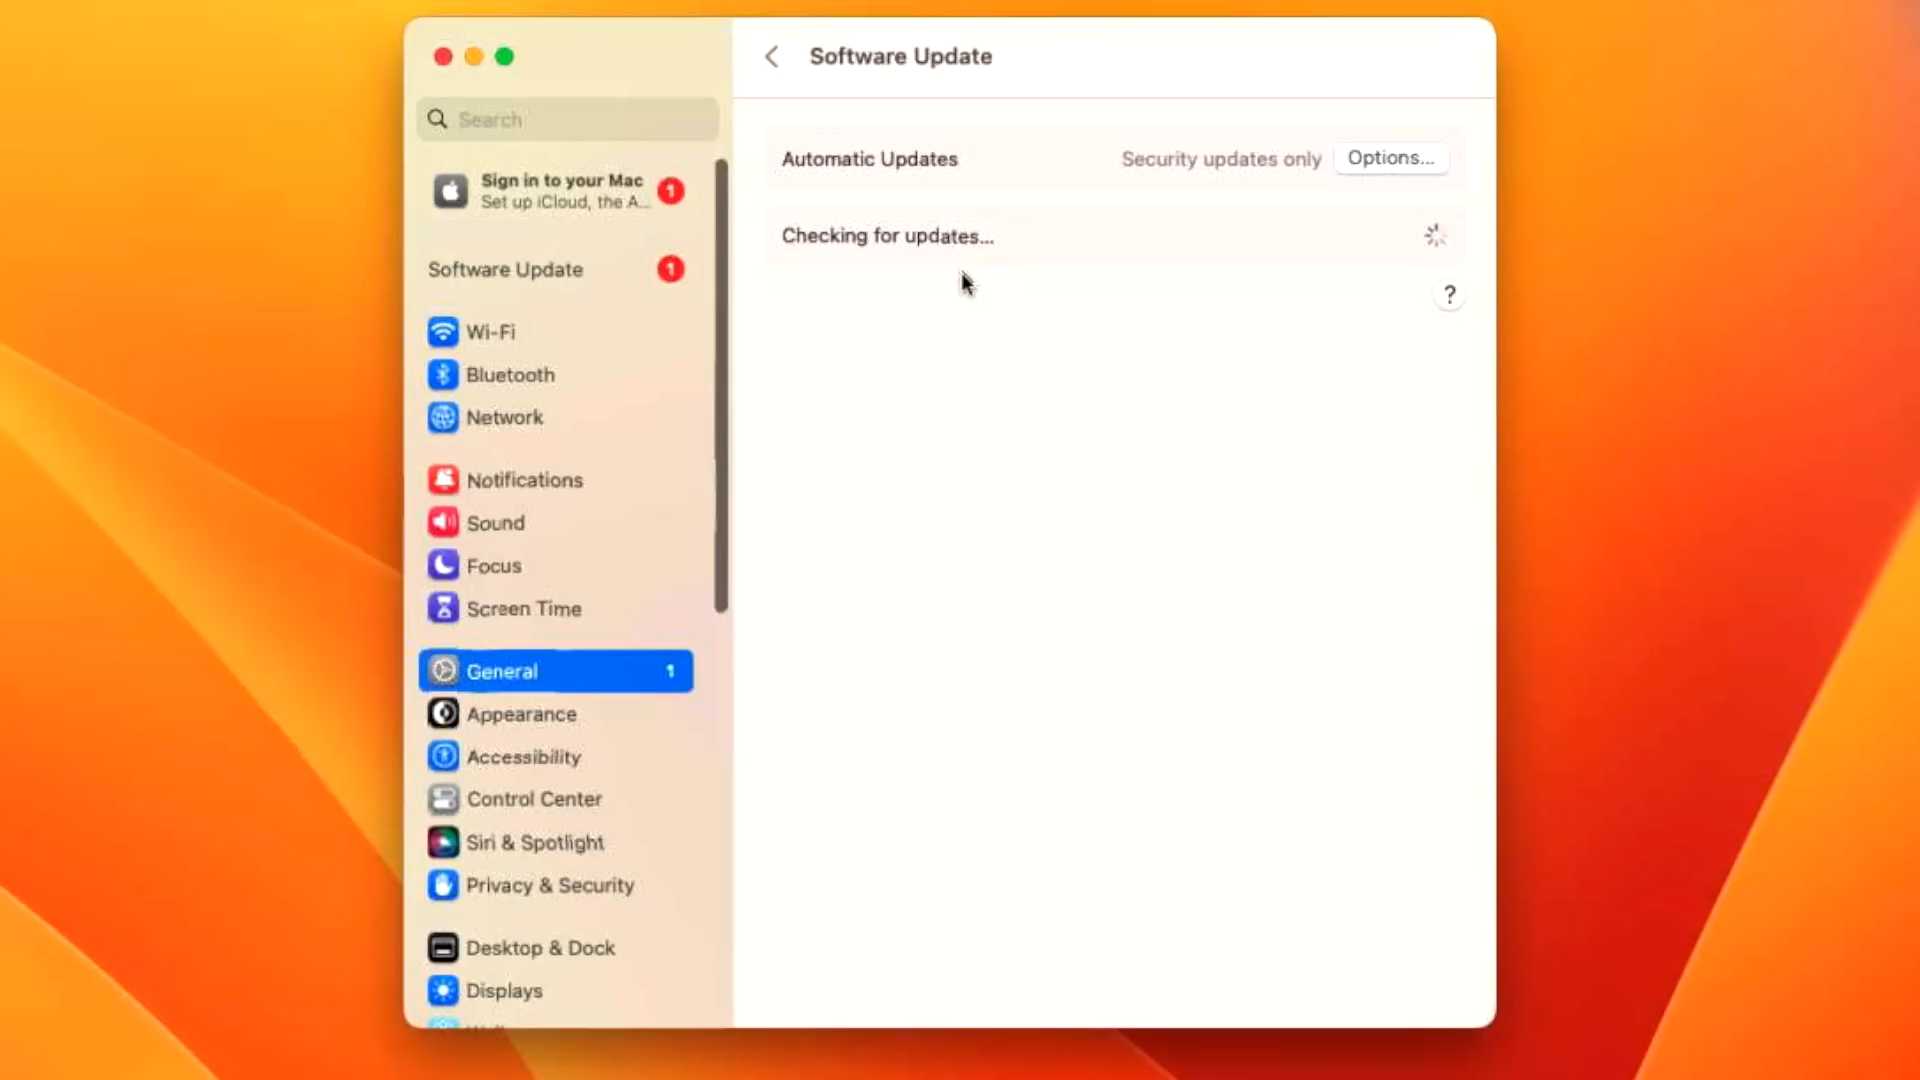 Software Update
Search
Sign in to your Mac
Set up iCloud, the A...
1
Software Update
1
Wi-Fi
Bluetooth
Network
Notifications
Sound
Focus
Screen Time
General
1
Appearance
Accessibility
Control Center
Siri & Spotlight
Privacy & Security
Desktop & Dock
Displays
Automatic Updates
Security updates only
Options...
Checking for updates...
?